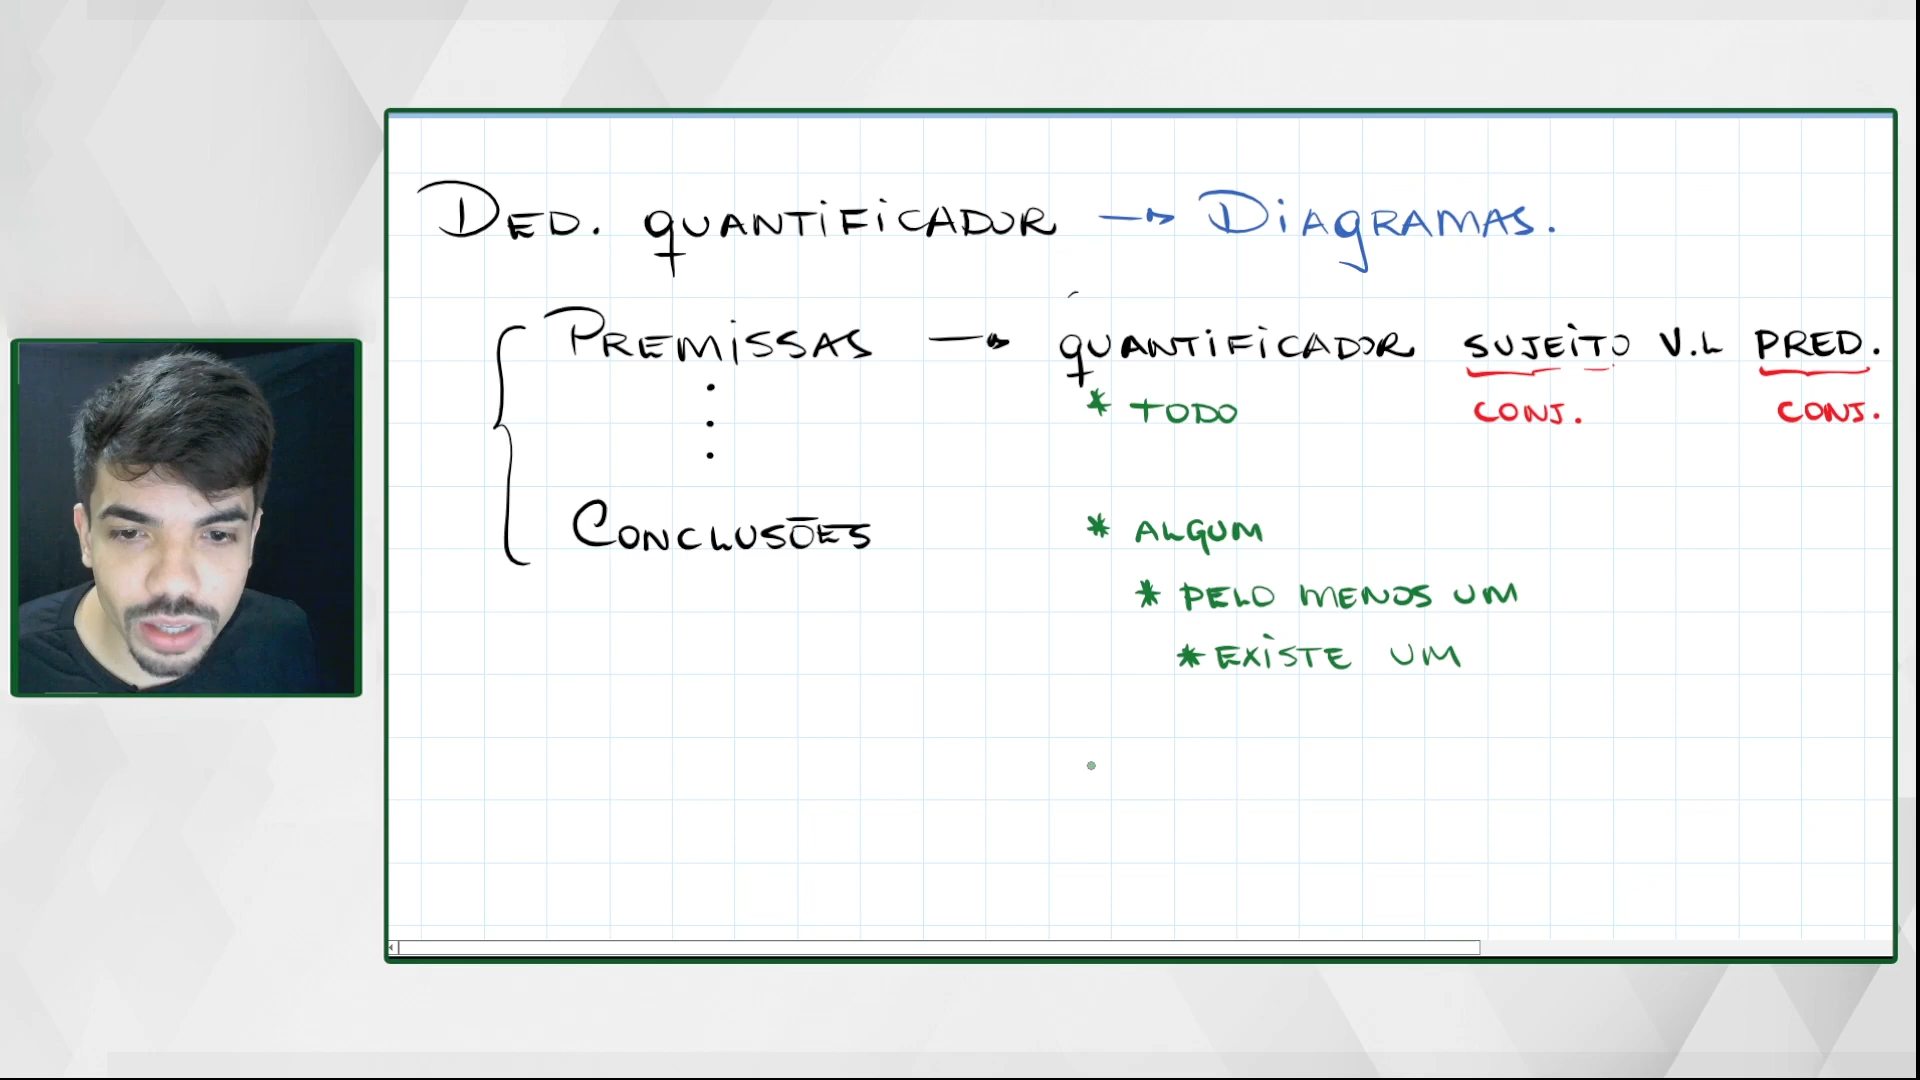 DED. QUANTIFICADOR → DIAGRAMAS.
PREMISSAS → QUANTIFICADOR SUJEITO V.L PRED.
* TODO CONJ. CONJ.
CONCLUSÕES * ALGUM
* PELO MENOS UM
* EXISTE UM